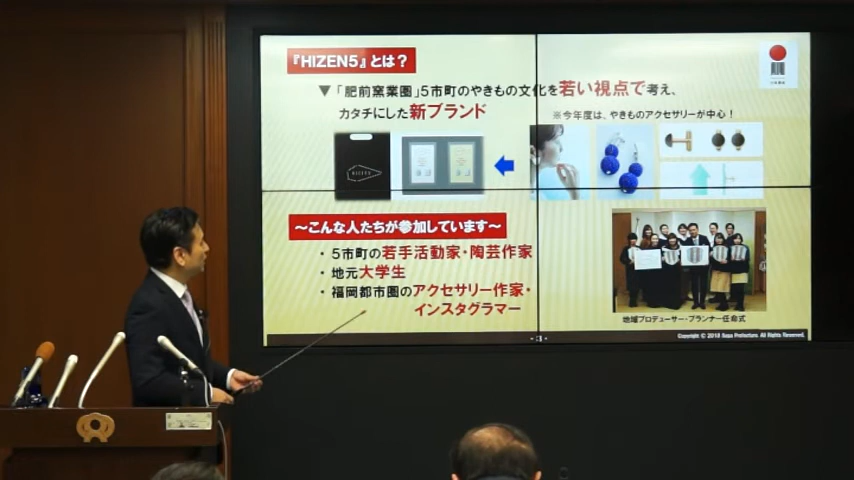 『HIZEN5』とは？
▼「肥前窯業圏」5市町のやきもの文化を若い視点で考え、
カタチにした新ブランド
※今年度は、やきものアクセサリーが中心！
HIZEN5
～こんな人たちが参加しています～
・5市町の若手活動家・陶芸作家
・地元大学生
・福岡都市圏のアクセサリー作家・
インスタグラマー
地域プロデューサー・プランナー任命式
- 3 -
Copyright © 2018 Saga Prefecture. All Rights Reserved.